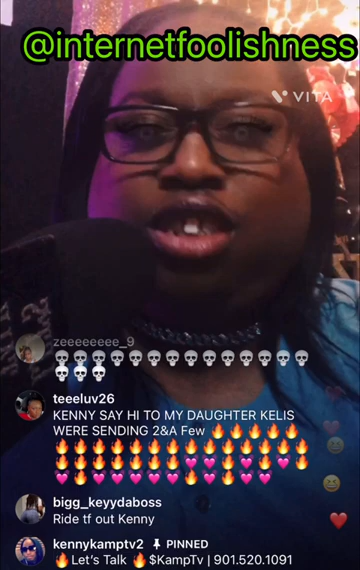 @internetfoolishness
VITA
zeeeeeeee_9
💀💀💀💀💀💀💀💀💀💀💀💀💀💀
💀💀💀
teeeluv26
KENNY SAY HI TO MY DAUGHTER KELIS
WERE SENDING 2&A Few 🔥🔥🔥🔥🔥
🔥🔥🔥🔥🔥🔥🔥🔥🔥🔥🔥🔥🔥
🔥🔥🔥🔥🔥🔥🔥💗💗🔥💗🔥🔥
💗🔥💗💗💗💗💗🔥💗🔥💗
bigg_keyydaboss
Ride tf out Kenny
kennykamptv2 📌 PINNED
🔥Let’s Talk 🔥$KampTv | 901.520.1091